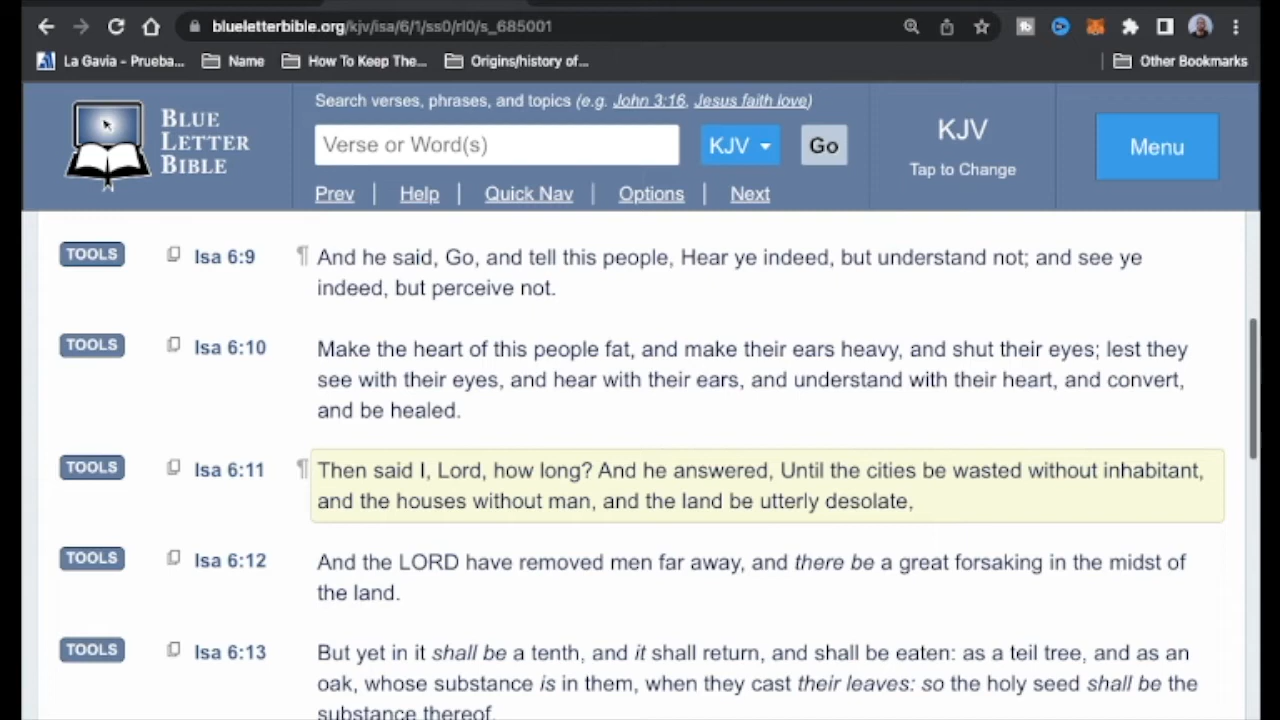 blueletterbible.org/kjv/isa/6/1/ss0/rl0/s_685001
La Gavia - Prueba...
Name
How To Keep The...
Origins/history of...
Other Bookmarks
BLUE
LETTER
BIBLE
Search verses, phrases, and topics (e.g. John 3:16, Jesus faith love)
Verse or Word(s)
KJV
Go
Prev | Help | Quick Nav | Options | Next
KJV
Tap to Change
Menu
TOOLS Isa 6:9 ¶ And he said, Go, and tell this people, Hear ye indeed, but understand not; and see ye
indeed, but perceive not.
TOOLS Isa 6:10 Make the heart of this people fat, and make their ears heavy, and shut their eyes; lest they
see with their eyes, and hear with their ears, and understand with their heart, and convert,
and be healed.
TOOLS Isa 6:11 ¶ Then said I, Lord, how long? And he answered, Until the cities be wasted without inhabitant,
and the houses without man, and the land be utterly desolate,
TOOLS Isa 6:12 And the LORD have removed men far away, and there be a great forsaking in the midst of
the land.
TOOLS Isa 6:13 But yet in it shall be a tenth, and it shall return, and shall be eaten: as a teil tree, and as an
oak, whose substance is in them, when they cast their leaves: so the holy seed shall be the
substance thereof.